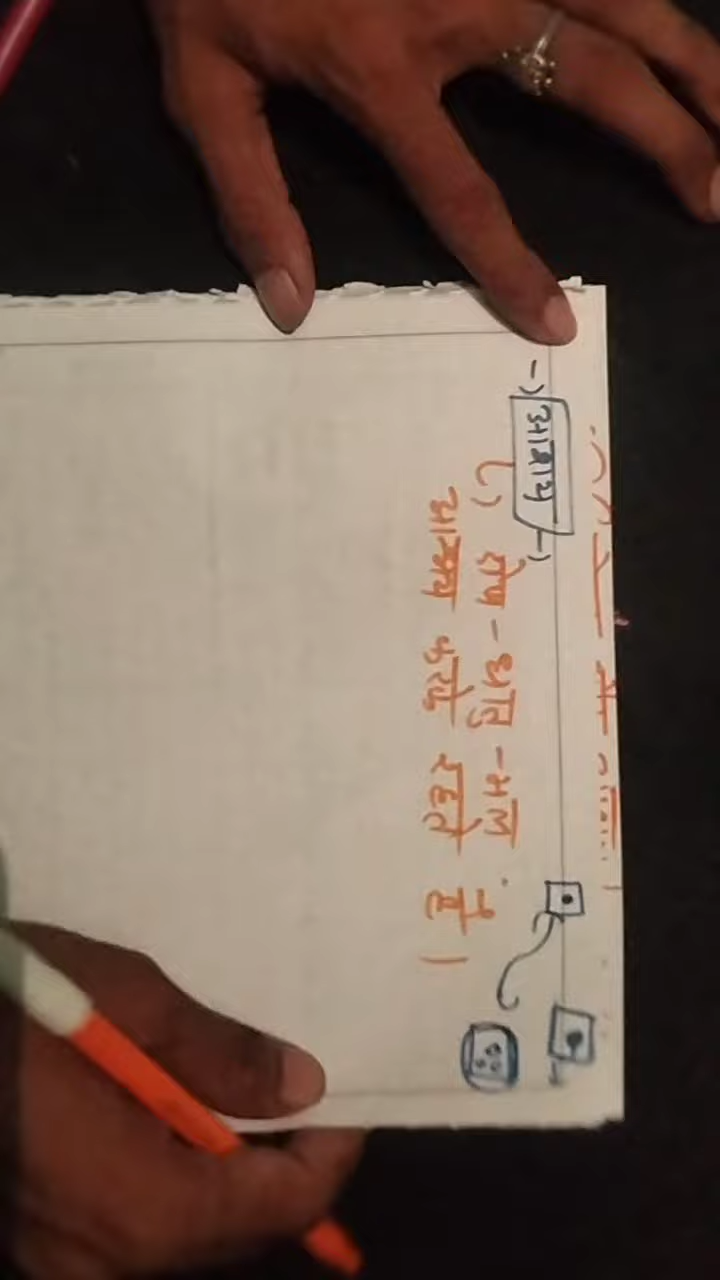 → आशय →
↳ दोष - धातु - मल
आश्रय करके रहते हैं।